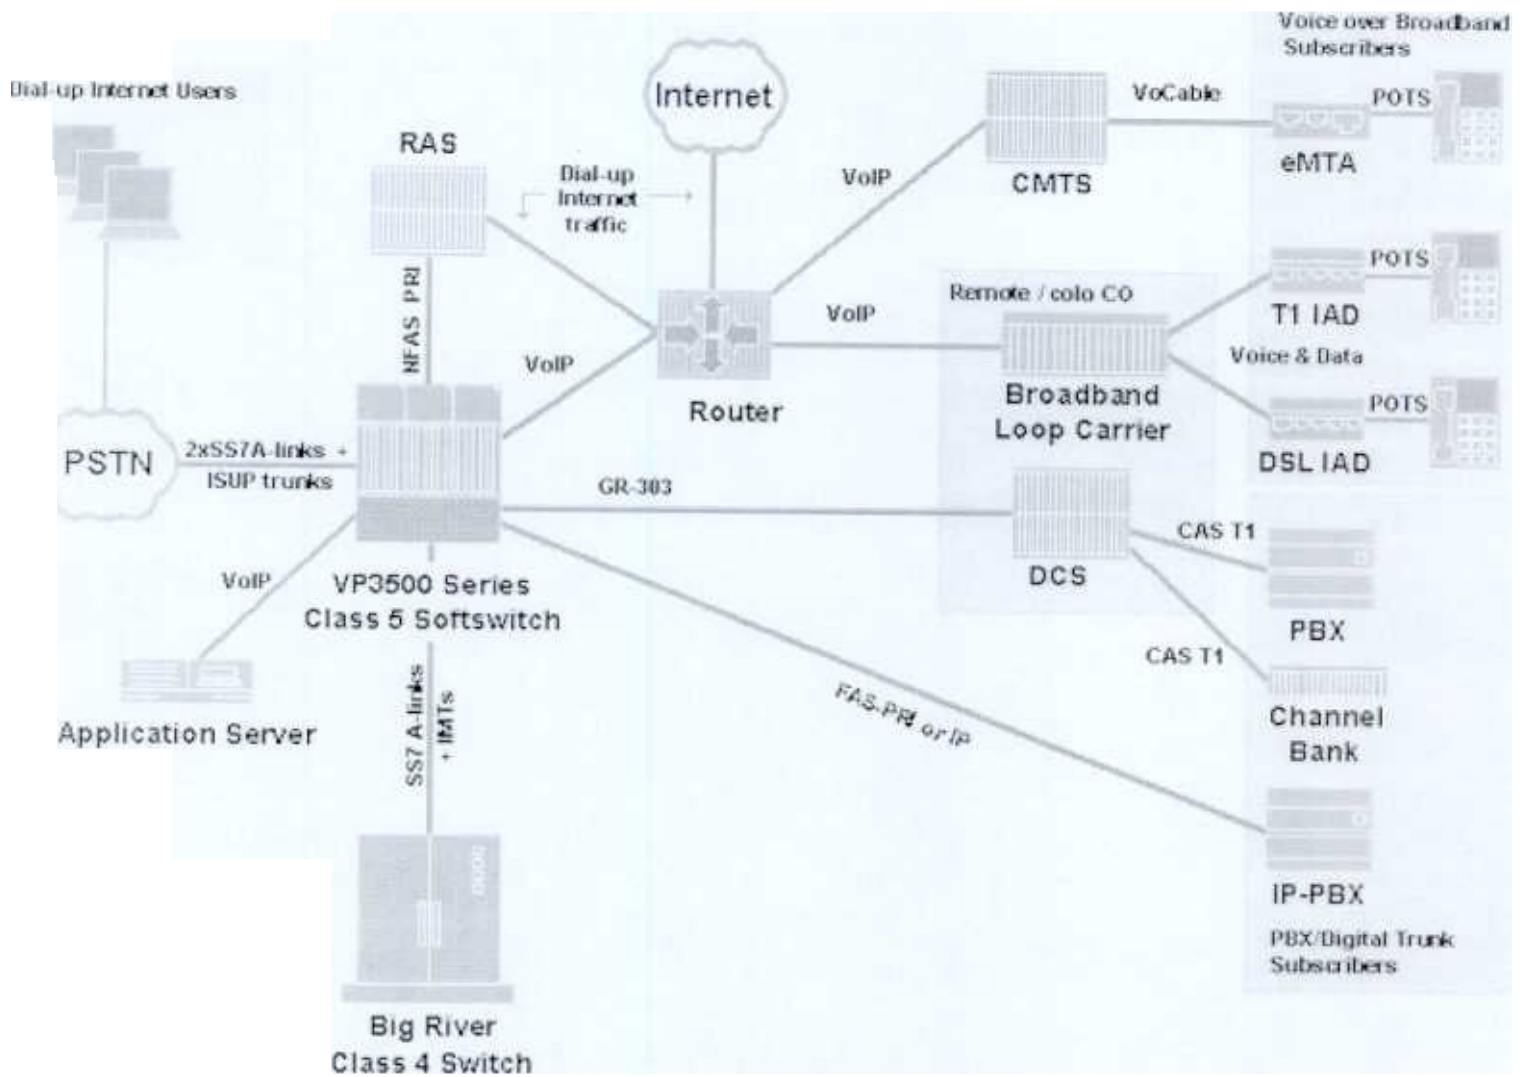 Voice over Broadband
Subscribers
Dial-up Internet Users
Internet
VoCable
POTS
RAS
eMTA
CMTS
VoIP
Dial-up
Internet
traffic
NFAS PRI
POTS
Remote / colo CO
VoIP
T1 IAD
VoIP
Voice & Data
Router
Broadband
Loop Carrier
POTS
PSTN
2xSS7A-links +
ISUP trunks
DSL IAD
GR-303
CAS T1
VoIP
VP3500 Series
Class 5 Softswitch
DCS
PBX
CAS T1
SS7 A-links
+ IMTs
FAS-PRI or IP
Application Server
Channel
Bank
IP-PBX
PBX/Digital Trunk
Subscribers
Big River
Class 4 Switch